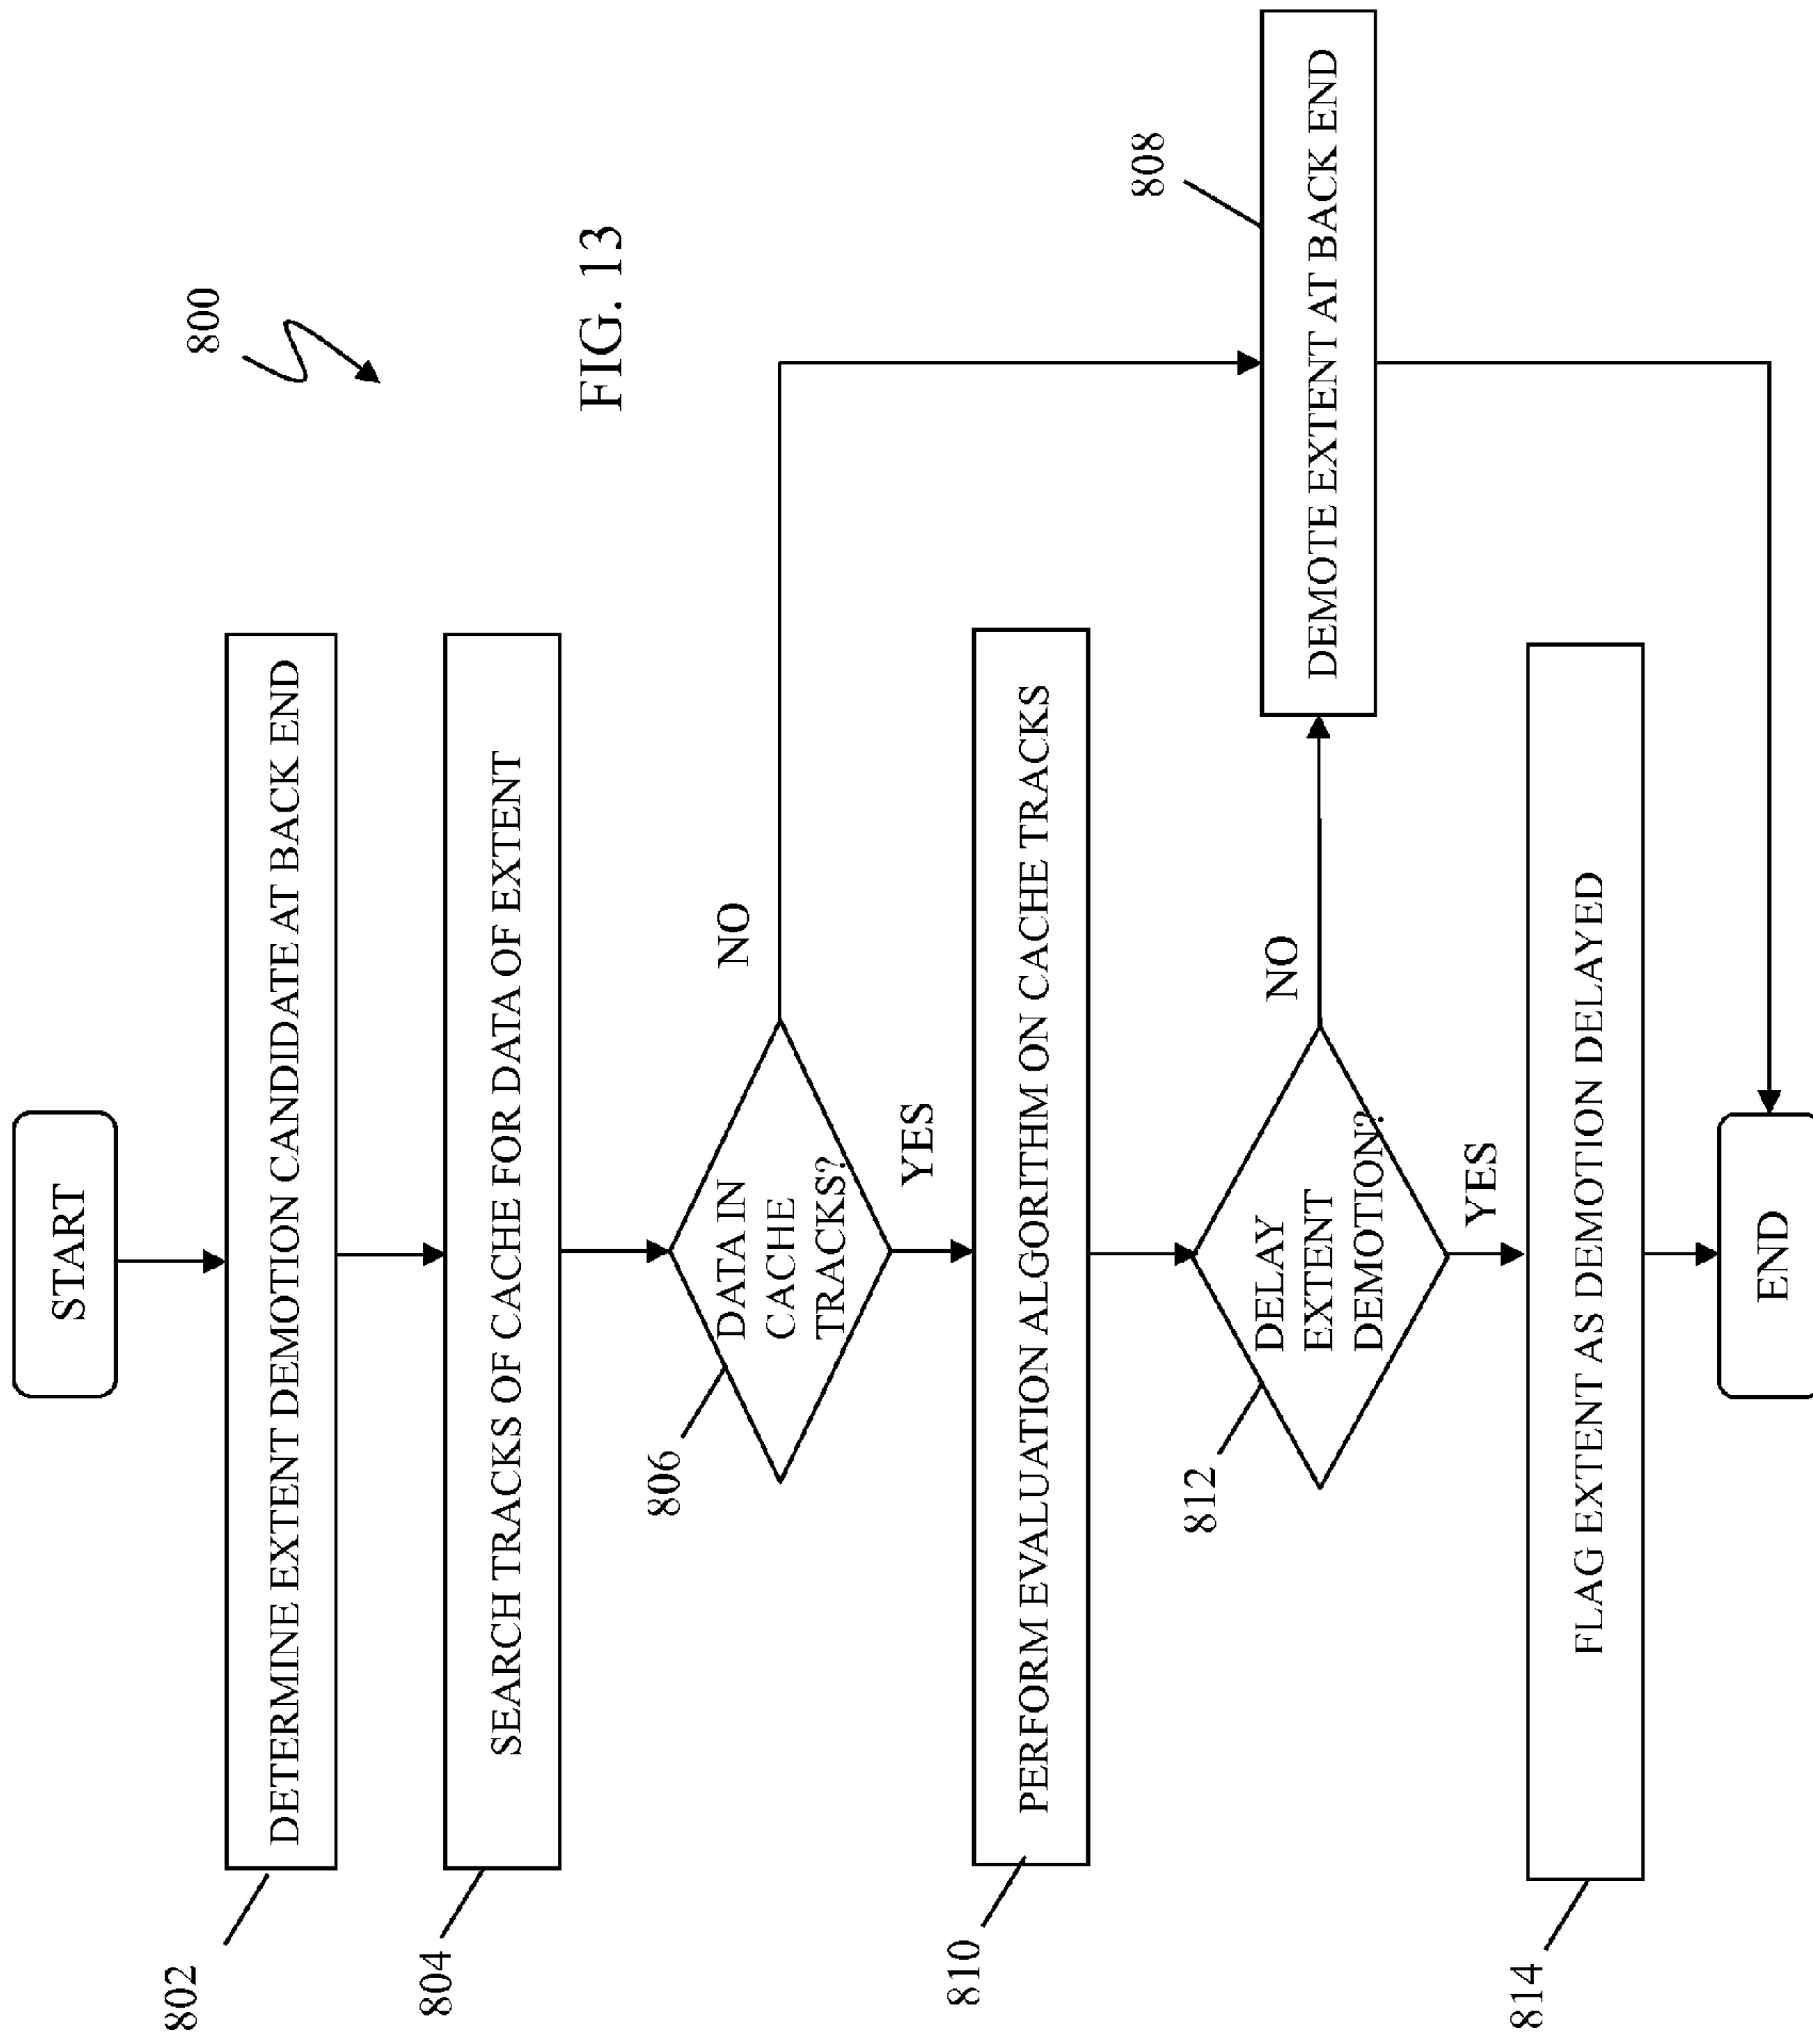 800
FIG. 13
START
802
DETERMINE EXTENT DEMOTION CANDIDATE AT BACK END
804
SEARCH TRACKS OF CACHE FOR DATA OF EXTENT
806
DATA IN
CACHE
TRACKS?
NO
YES
810
PERFORM EVALUATION ALGORITHM ON CACHE TRACKS
812
DELAY
EXTENT
DEMOTION?.
NO
808
DEMOTE EXTENT AT BACK END
YES
814
FLAG EXTENT AS DEMOTION DELAYED
END